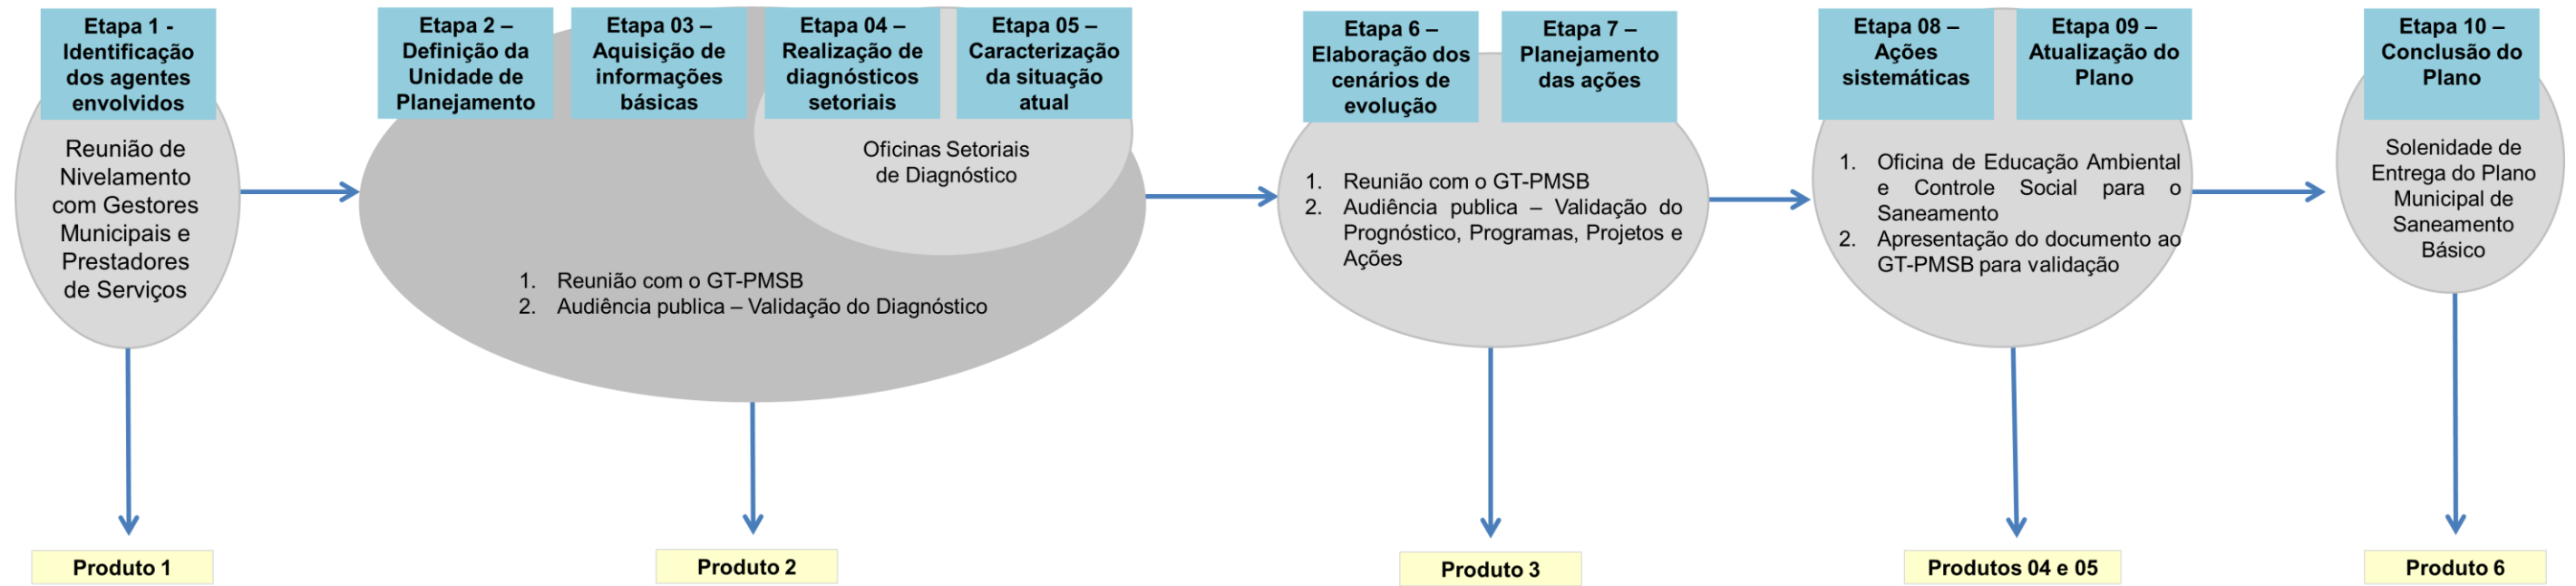 Etapa 1 -
Identificação
dos agentes
envolvidos
Reunião de
Nivelamento
com Gestores
Municipais e
Prestadores
de Serviços
Produto 1
Etapa 2 –
Definição da
Unidade de
Planejamento
Etapa 03 –
Aquisição de
informações
básicas
Etapa 04 –
Realização de
diagnósticos
setoriais
Etapa 05 –
Caracterização
da situação
atual
Oficinas Setoriais
de Diagnóstico
1. Reunião com o GT-PMSB
2. Audiência publica – Validação do Diagnóstico
Produto 2
Etapa 6 –
Elaboração dos
cenários de
evolução
Etapa 7 –
Planejamento
das ações
1. Reunião com o GT-PMSB
2. Audiência publica – Validação do
Prognóstico, Programas, Projetos e
Ações
Produto 3
Etapa 08 –
Ações
sistemáticas
Etapa 09 –
Atualização do
Plano
1. Oficina de Educação Ambiental
e Controle Social para o
Saneamento
2. Apresentação do documento ao
GT-PMSB para validação
Produtos 04 e 05
Etapa 10 –
Conclusão do
Plano
Solenidade de
Entrega do Plano
Municipal de
Saneamento
Básico
Produto 6